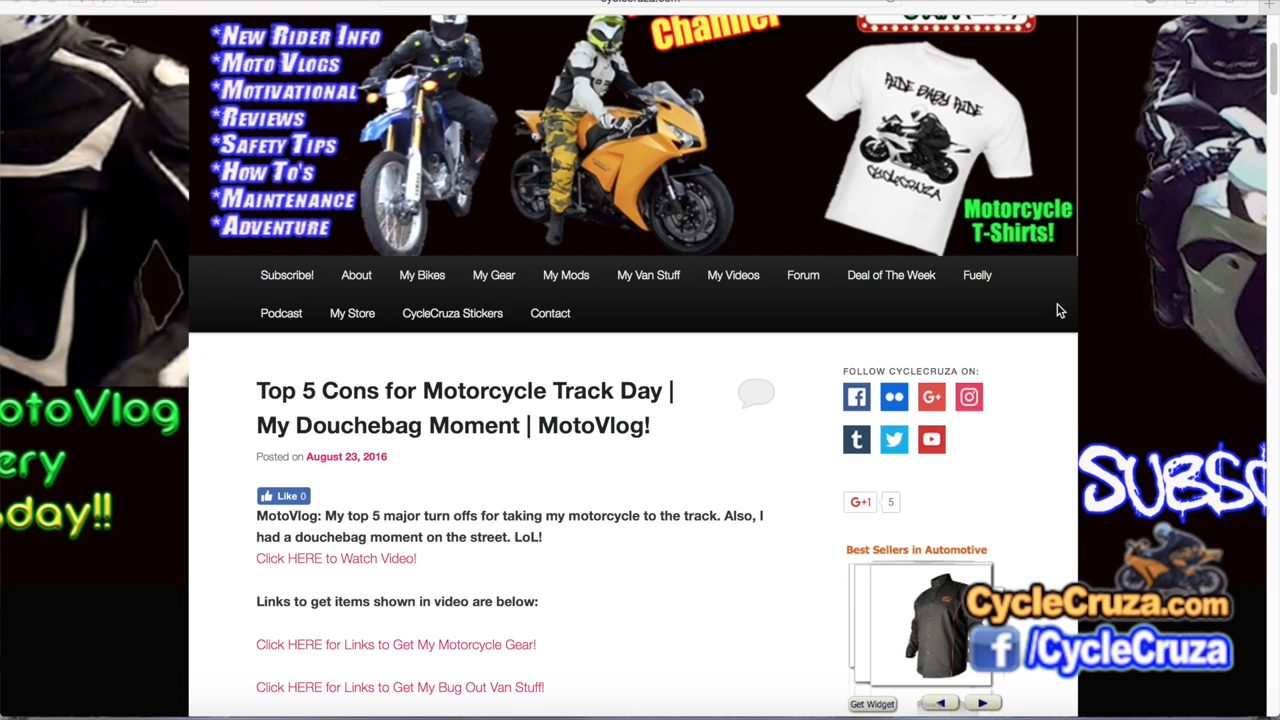 Channel
*New Rider Info
*Moto Vlogs
*Motivational
*Reviews
*Safety Tips
*How To's
*Maintenance
*Adventure
RIDE BABY RIDE
CYCLECRUZA
Motorcycle
T-Shirts!
Subscribe! About My Bikes My Gear My Mods My Van Stuff My Videos Forum Deal of The Week Fuelly
Podcast My Store CycleCruza Stickers Contact
Top 5 Cons for Motorcycle Track Day |
My Douchebag Moment | MotoVlog!
Posted on August 23, 2016
Like 0
MotoVlog: My top 5 major turn offs for taking my motorcycle to the track. Also, I
had a douchebag moment on the street. LoL!
Click HERE to Watch Video!
Links to get items shown in video are below:
Click HERE for Links to Get My Motorcycle Gear!
Click HERE for Links to Get My Bug Out Van Stuff!
FOLLOW CYCLECRUZA ON:
G+1 5
Best Sellers in Automotive
Get Widget
otoVlog
ery
day!!
SUBSC
CycleCruza.com
f /CycleCruza